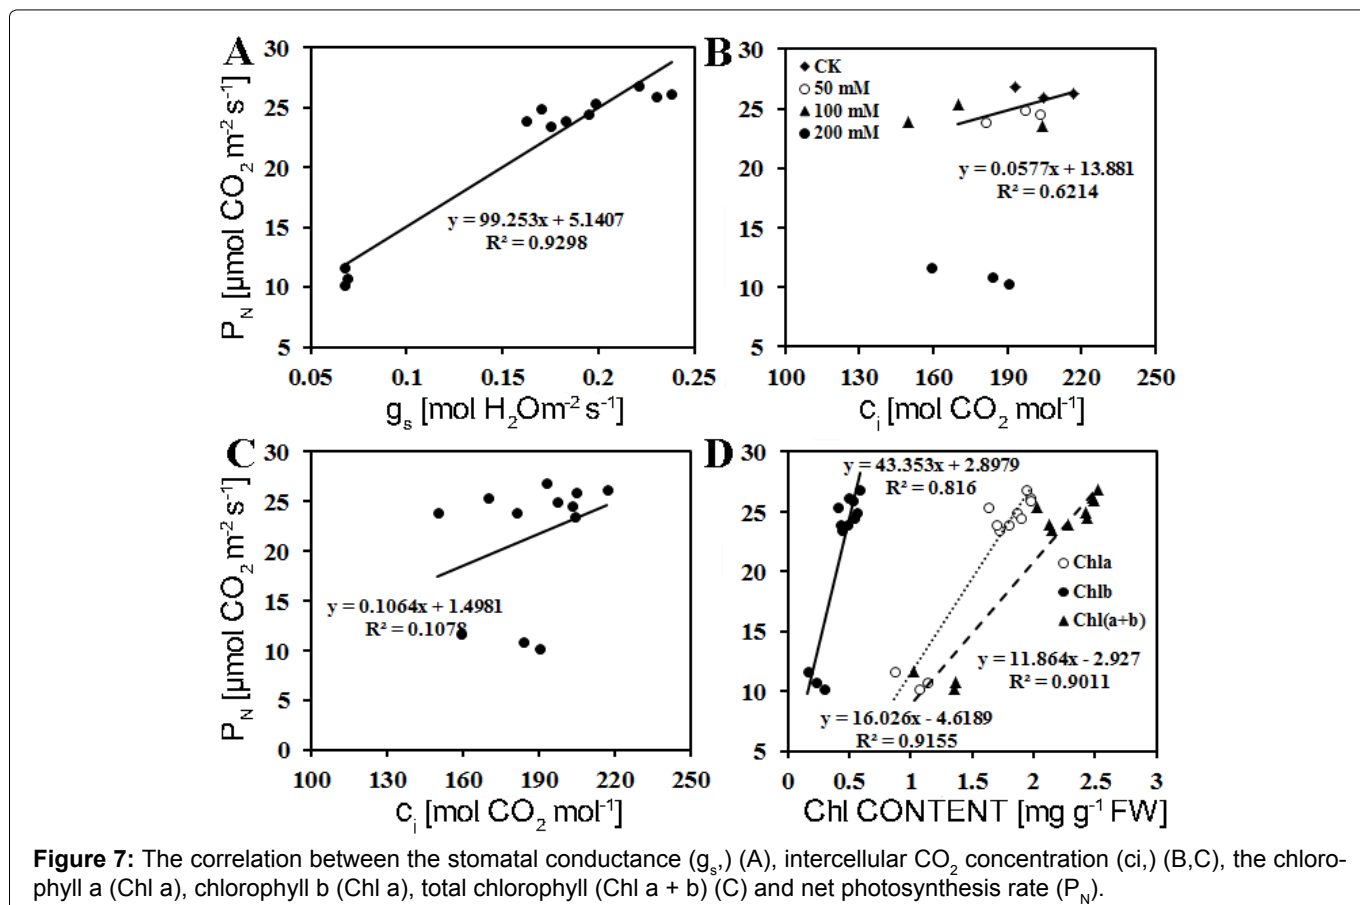 A
30
25
20
15
10
5
0.05 0.1 0.15 0.2 0.25
P_N [µmol CO₂ m⁻² s⁻¹]
g_s [mol H₂Om⁻² s⁻¹]
y = 99.253x + 5.1407
R² = 0.9298
B
30
25
20
15
10
5
100 130 160 190 220 250
CK
50 mM
100 mM
200 mM
y = 0.0577x + 13.881
R² = 0.6214
c_i [mol CO₂ mol⁻¹]
C
30
25
20
15
10
5
0
100 130 160 190 220 250
P_N [µmol CO₂ m⁻² s⁻¹]
y = 0.1064x + 1.4981
R² = 0.1078
c_i [mol CO₂ mol⁻¹]
D
30
25
20
15
10
5
0 0.5 1 1.5 2 2.5 3
y = 43.353x + 2.8979
R² = 0.816
Chla
Chlb
Chl(a+b)
y = 11.864x - 2.927
R² = 0.9011
y = 16.026x - 4.6189
R² = 0.9155
Chl CONTENT [mg g⁻¹ FW]
Figure 7: The correlation between the stomatal conductance (g_s,) (A), intercellular CO₂ concentration (ci,) (B,C), the chloro-
phyll a (Chl a), chlorophyll b (Chl a), total chlorophyll (Chl a + b) (C) and net photosynthesis rate (P_N).